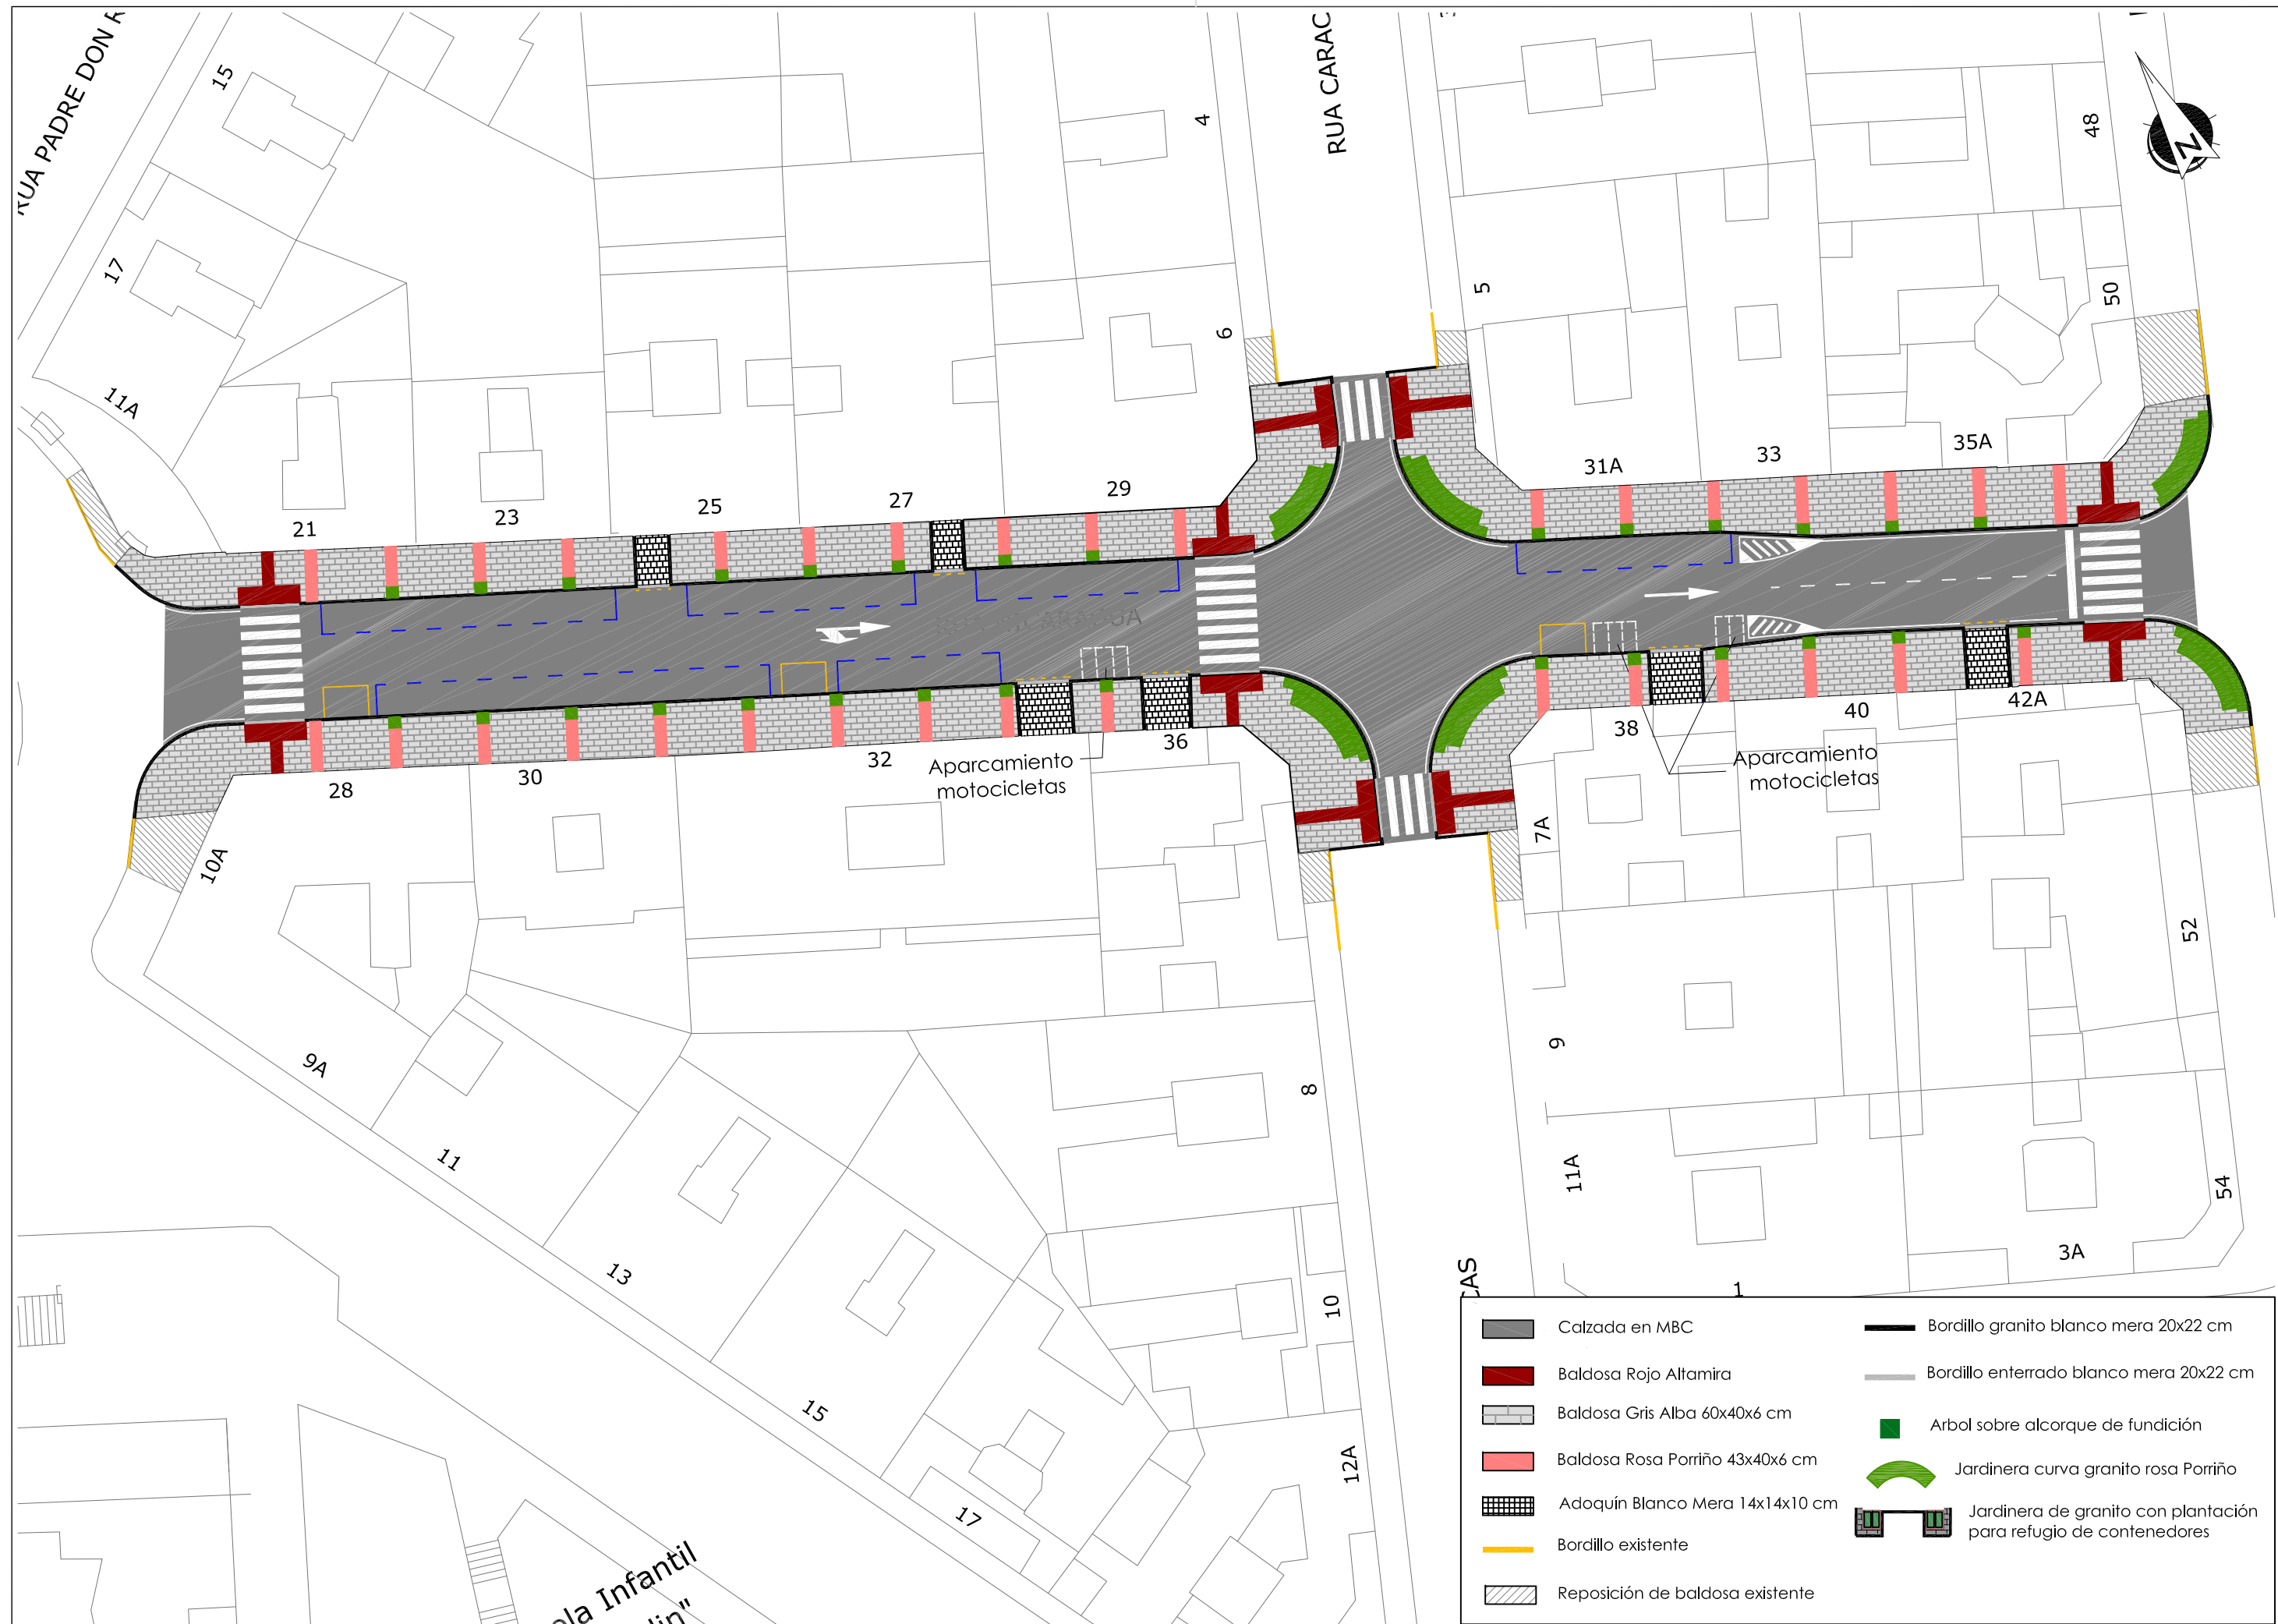 RUA PADRE DON R
RUA CARAC
15
17
11A
4
6
5
48
50
N
21
23
25
27
29
31A
33
35A
28
30
32
36
38
40
42A
Aparcamiento
motocicletas
Aparcamiento
motocicletas
10A
7A
9
11A
52
54
3A
1
9A
11
13
15
17
8
10
12A
CAS
ola Infantil
Calzada en MBC
Baldosa Rojo Altamira
Baldosa Gris Alba 60x40x6 cm
Baldosa Rosa Porriño 43x40x6 cm
Adoquín Blanco Mera 14x14x10 cm
Bordillo existente
Reposición de baldosa existente
Bordillo granito blanco mera 20x22 cm
Bordillo enterrado blanco mera 20x22 cm
Arbol sobre alcorque de fundición
Jardinera curva granito rosa Porriño
Jardinera de granito con plantación
para refugio de contenedores